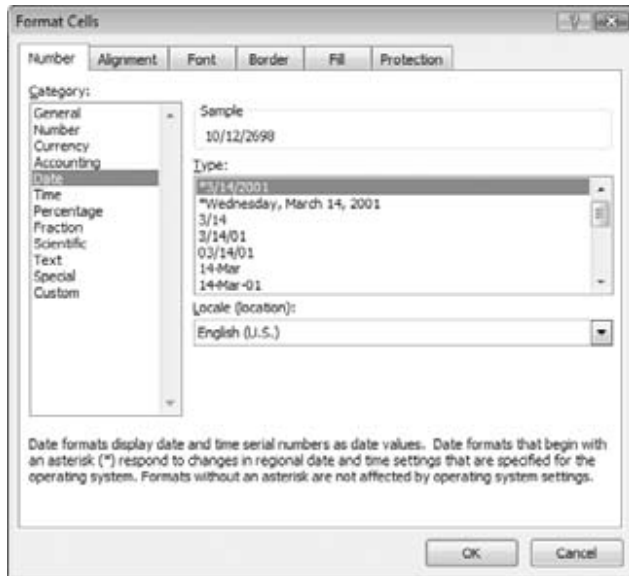 Format Cells
Number Alignment Font Border Fill Protection
Category:
General
Number
Currency
Accounting
Date
Time
Percentage
Fraction
Scientific
Text
Special
Custom
Sample
10/12/2698
Type:
*3/14/2001
*Wednesday, March 14, 2001
3/14
3/14/01
03/14/01
14-Mar
14-Mar-01
Locale (location):
English (U.S.)
Date formats display date and time serial numbers as date values.  Date formats that begin with
an asterisk (*) respond to changes in regional date and time settings that are specified for the
operating system. Formats without an asterisk are not affected by operating system settings.
OK Cancel